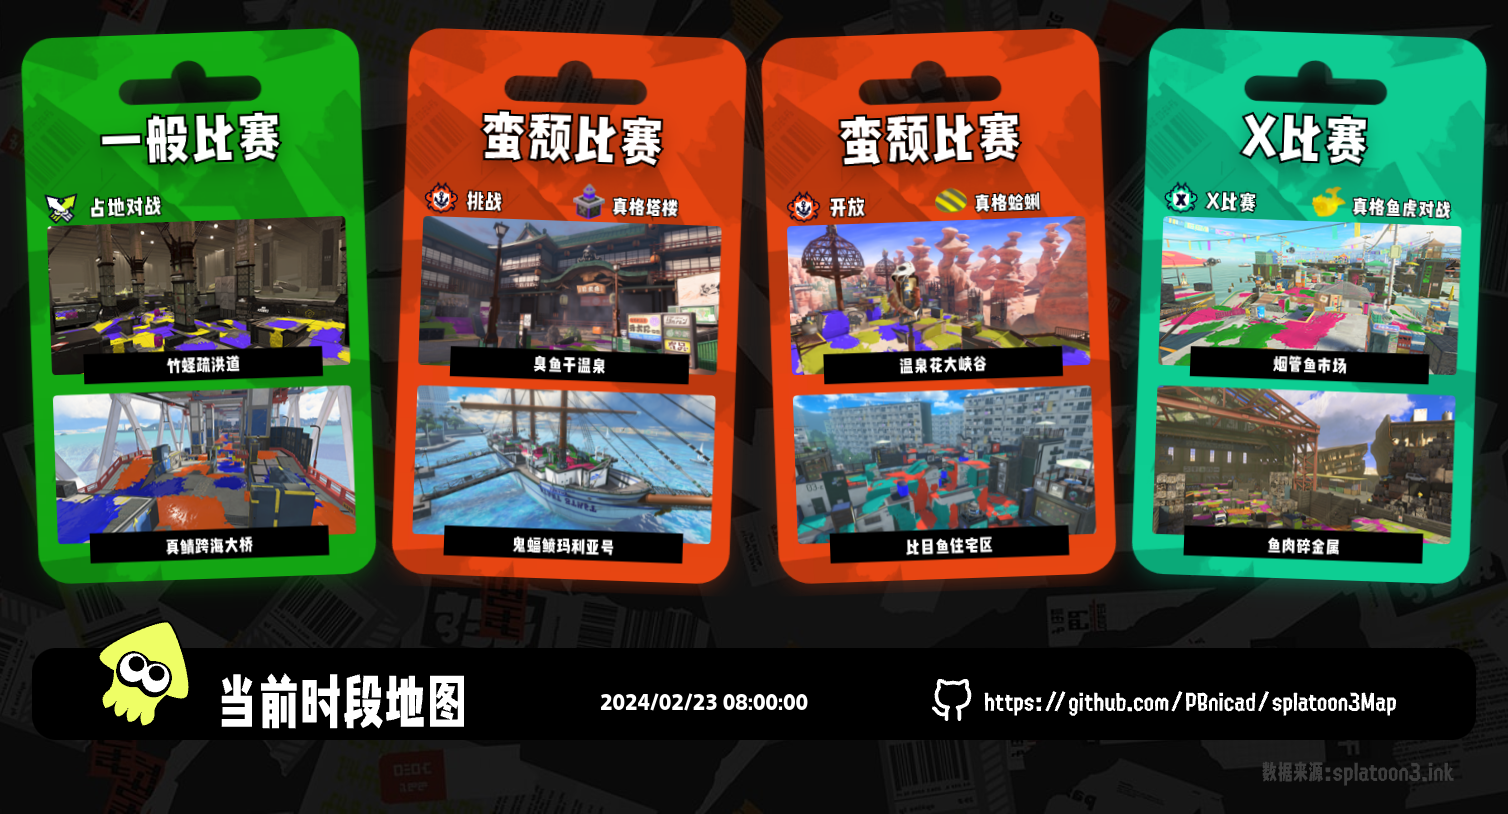 一般比赛
占地对战
竹蛏疏洪道
真鲭跨海大桥
蛮颓比赛
挑战
真格塔楼
臭鱼干温泉
鬼蝠鲼玛利亚号
蛮颓比赛
开放
真格蛤蜊
温泉花大峡谷
比目鱼住宅区
X比赛
X比赛
真格鱼虎对战
烟管鱼市场
鱼肉碎金属
当前时段地图
2024/02/23 08:00:00
https://github.com/PBnicad/splatoon3Map
数据来源:splatoon3.ink